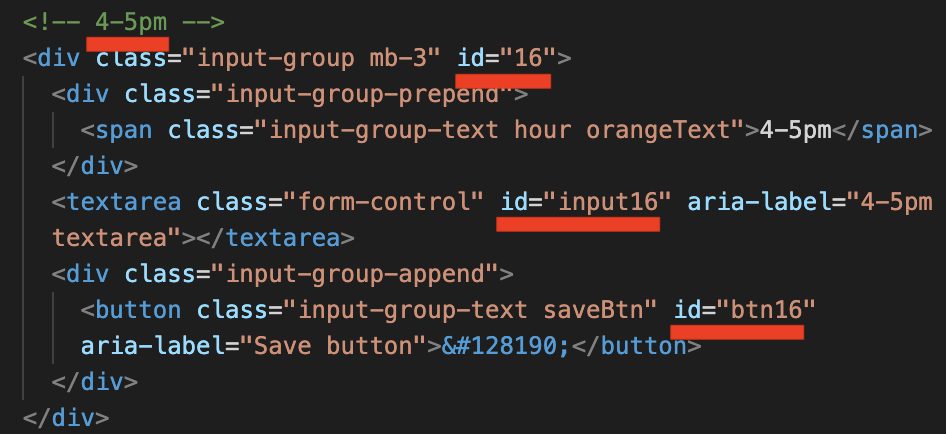 <!-- 4-5pm -->
<div class="input-group mb-3" id="16">
<div class="input-group-prepend">
<span class="input-group-text hour orangeText">4-5pm</span>
</div>
<textarea class="form-control" id="input16" aria-label="4-5pm
textarea"></textarea>
<div class="input-group-append">
<button class="input-group-text saveBtn" id="btn16"
aria-label="Save button">&#128190;</button>
</div>
</div>